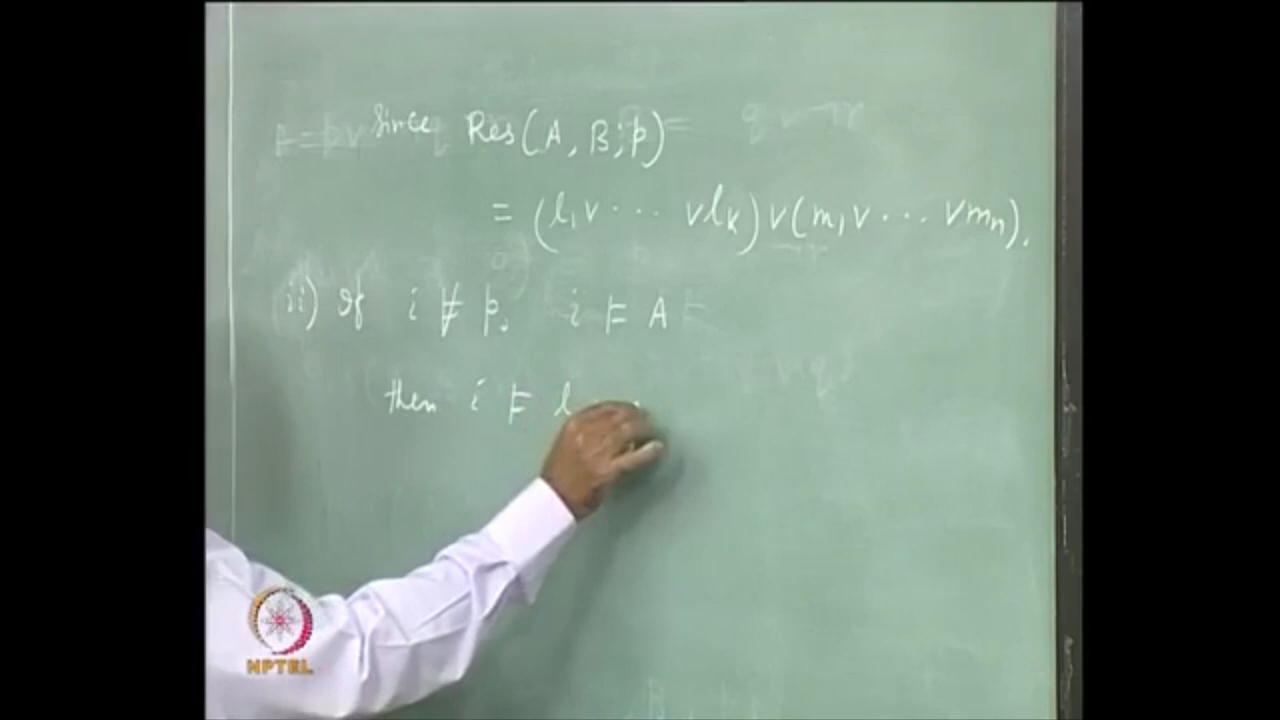 Since Res(A, B; p)
= (l₁ ∨ ··· ∨ lₖ) ∨ (m₁ ∨ ··· ∨ mₙ).
ii) If i ⊭ p. i ⊨ A
then i ⊨ l
NPTEL